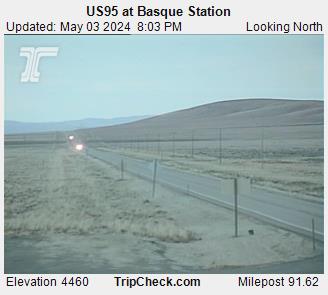 US95 at Basque Station
Updated: May 03 2024 8:03 PM Looking North
Elevation 4460 TripCheck.com Milepost 91.62